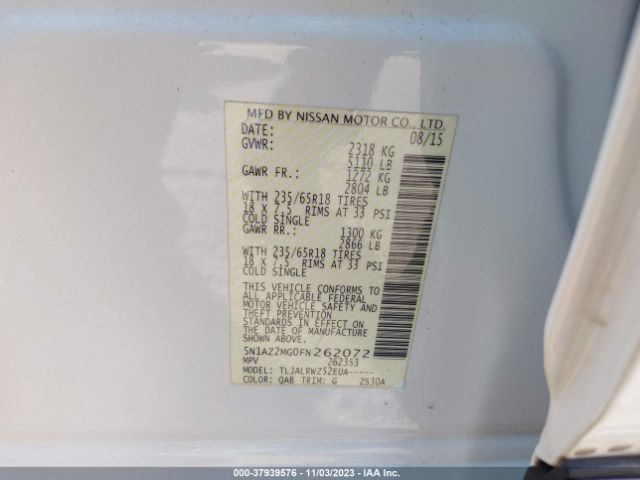 MFD BY NISSAN MOTOR CO., LTD.
DATE: 08/15
GVWR: 2318 KG
5110 LB
GAWR FR.: 1272 KG
2804 LB
WITH 235/65R18 TIRES
18 X 7.5 RIMS AT 33 PSI
COLD SINGLE
GAWR RR.: 1300 KG
2866 LB
WITH 235/65R18 TIRES
18 X 7.5 RIMS AT 33 PSI
COLD SINGLE
THIS VEHICLE CONFORMS TO
ALL APPLICABLE FEDERAL
MOTOR VEHICLE SAFETY AND
THEFT PREVENTION
STANDARDS IN EFFECT ON
THE DATE OF MANUFACTURE
SHOWN ABOVE.
5N1AZ2MG0FN262072
MPV 262353
MODEL: TLJALRWZ52EUA-----
COLOR: QAB TRIM: G ZS30A
000-37939576 - 11/03/2023 - IAA Inc.